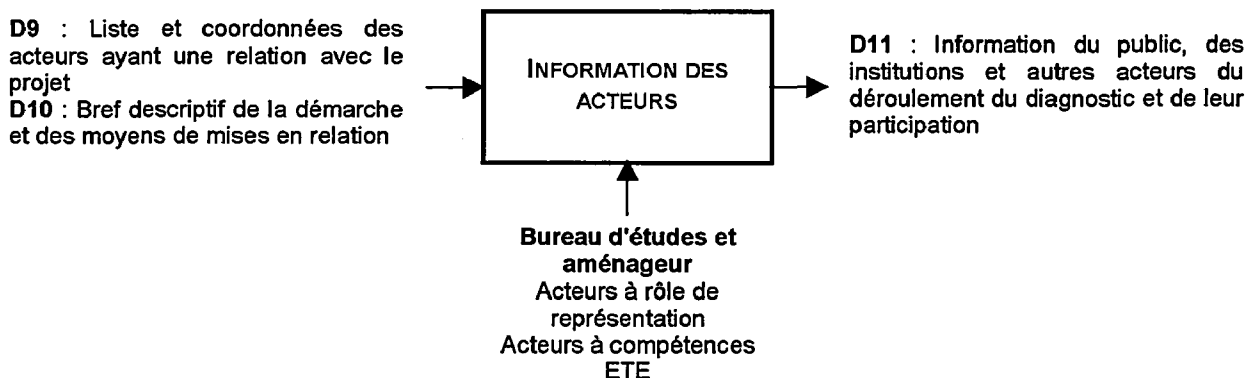 D9 : Liste et coordonnées des
acteurs ayant une relation avec le
projet
D10 : Bref descriptif de la démarche
et des moyens de mises en relation
INFORMATION DES
ACTEURS
D11 : Information du public, des
institutions et autres acteurs du
déroulement du diagnostic et de leur
participation
Bureau d'études et
aménageur
Acteurs à rôle de
représentation
Acteurs à compétences
ETE